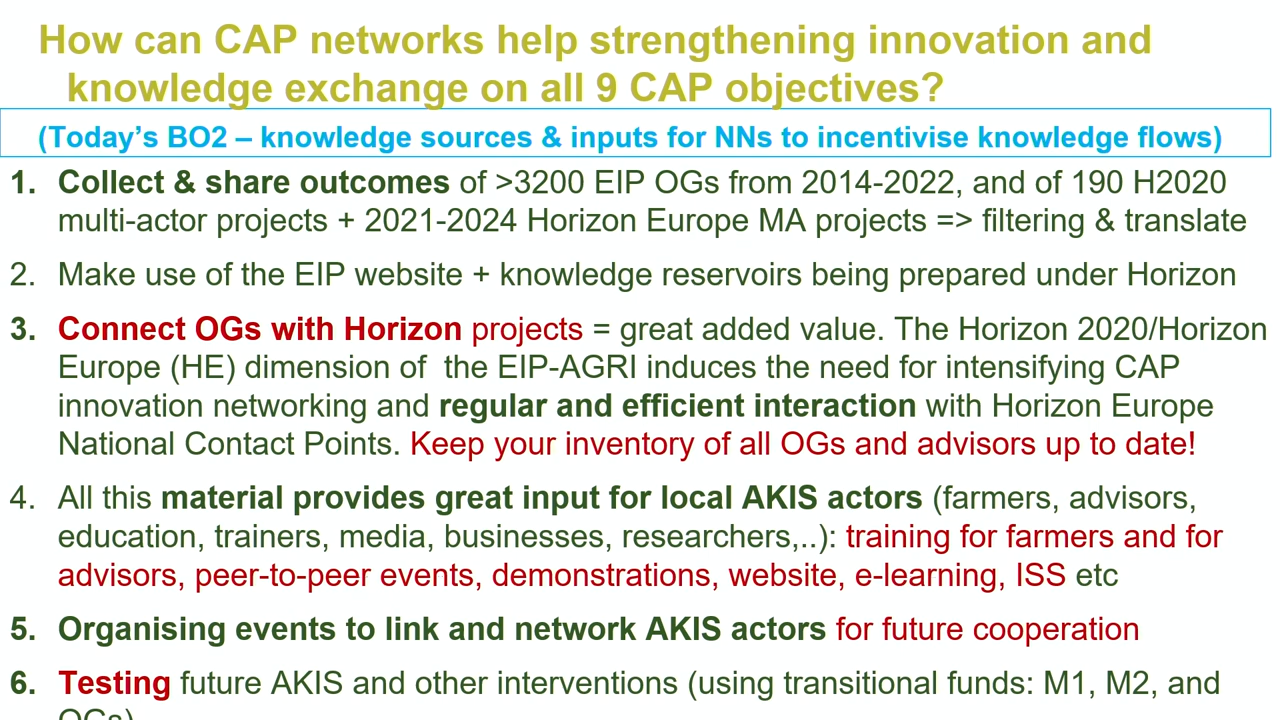 How can CAP networks help strengthening innovation and
knowledge exchange on all 9 CAP objectives?
(Today's BO2 – knowledge sources & inputs for NNs to incentivise knowledge flows)
1. Collect & share outcomes of >3200 EIP OGs from 2014-2022, and of 190 H2020
multi-actor projects + 2021-2024 Horizon Europe MA projects => filtering & translate
2. Make use of the EIP website + knowledge reservoirs being prepared under Horizon
3. Connect OGs with Horizon projects = great added value. The Horizon 2020/Horizon
Europe (HE) dimension of  the EIP-AGRI induces the need for intensifying CAP
innovation networking and regular and efficient interaction with Horizon Europe
National Contact Points. Keep your inventory of all OGs and advisors up to date!
4. All this material provides great input for local AKIS actors (farmers, advisors,
education, trainers, media, businesses, researchers,..): training for farmers and for
advisors, peer-to-peer events, demonstrations, website, e-learning, ISS etc
5. Organising events to link and network AKIS actors for future cooperation
6. Testing future AKIS and other interventions (using transitional funds: M1, M2, and
OGs)